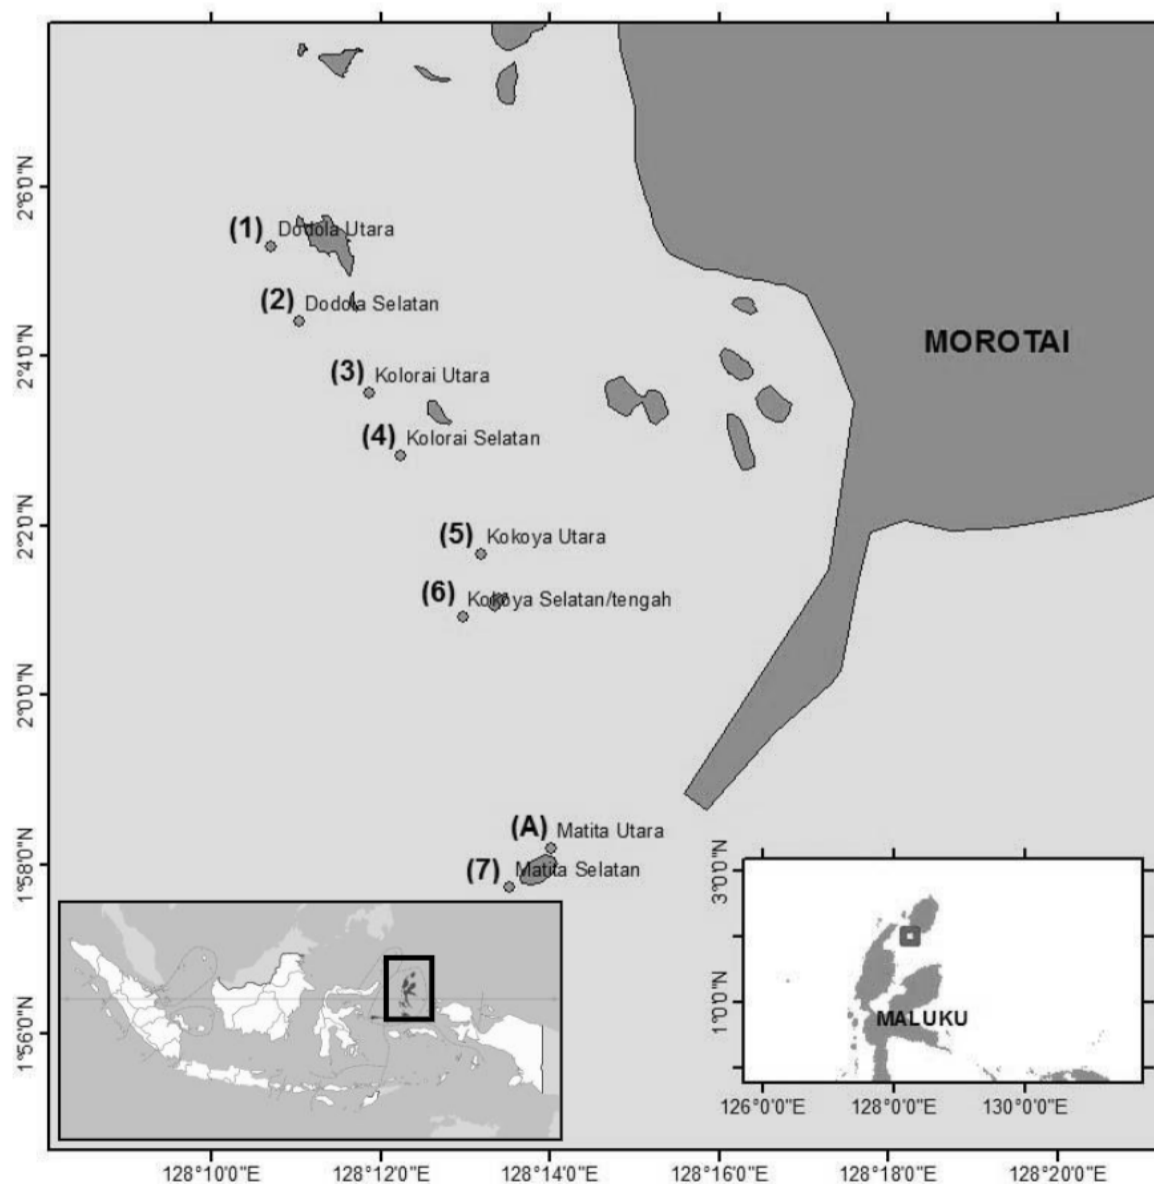 2°6'0"N
(1) Dodola Utara
(2) Dodola Selatan
2°4'0"N
MOROTAI
(3) Kolorai Utara
(4) Kolorai Selatan
2°2'0"N
(5) Kokoya Utara
(6) Kokoya Selatan/tengah
2°0'0"N
(A) Matita Utara
1°58'0"N
(7) Matita Selatan
3°0'0"N
1°0'0"N
MALUKU
126°0'0"E 128°0'0"E 130°0'0"E
1°56'0"N
128°10'0"E 128°12'0"E 128°14'0"E 128°16'0"E 128°18'0"E 128°20'0"E